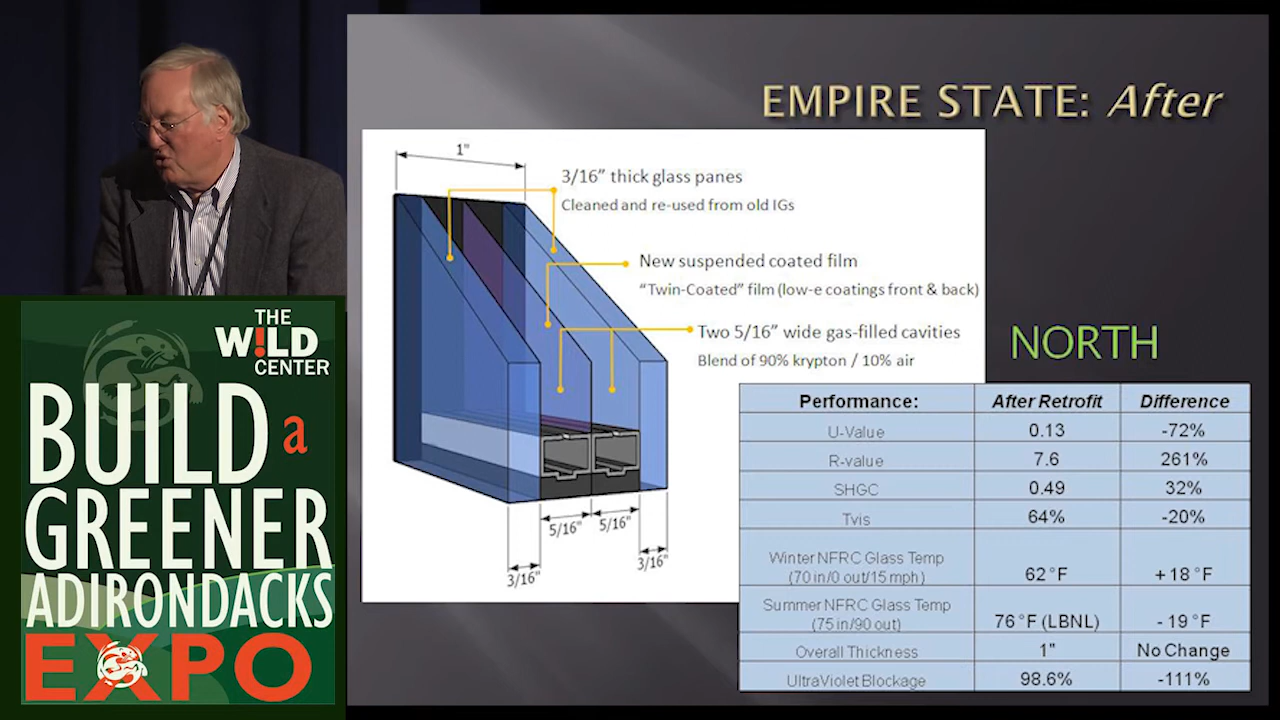 EMPIRE STATE: After
1"
3/16" thick glass panes
Cleaned and re-used from old IGs
New suspended coated film
"Twin-Coated" film (low-e coatings front & back)
Two 5/16" wide gas-filled cavities
Blend of 90% krypton / 10% air
5/16" 5/16"
3/16" 3/16"
NORTH
Performance: After Retrofit Difference
U-Value 0.13 -72%
R-value 7.6 261%
SHGC 0.49 32%
Tvis 64% -20%
Winter NFRC Glass Temp
(70 in/0 out/15 mph) 62°F +18°F
Summer NFRC Glass Temp
(75 in/90 out) 76°F (LBNL) - 19°F
Overall Thickness 1" No Change
UltraViolet Blockage 98.6% -111%
THE
W!LD
CENTER
BUILD a
GREENER
ADIRONDACKS
EXPO